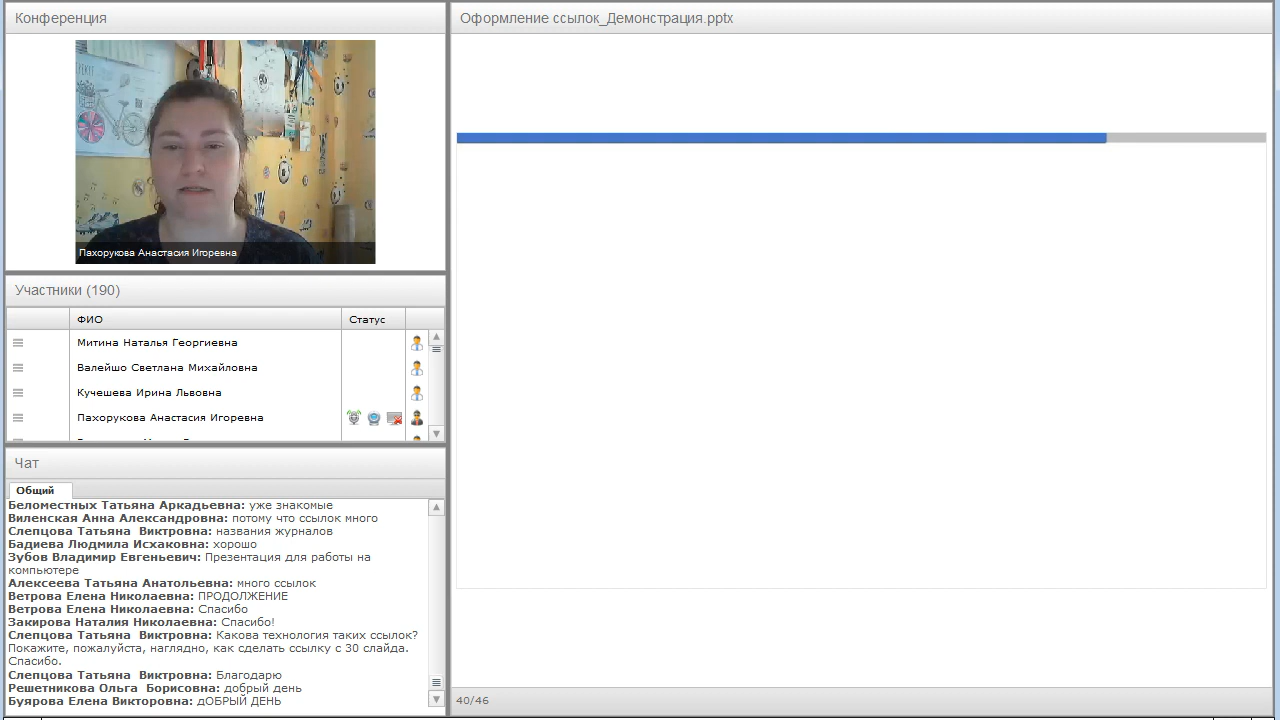 Конференция
Пахорукова Анастасия Игоревна
Участники (190)
ФИО
Статус
Митина Наталья Георгиевна
Валейшо Светлана Михайловна
Кучешева Ирина Львовна
Пахорукова Анастасия Игоревна
Чат
Общий
Беломестных Татьяна Аркадьевна: уже знакомые
Виленская Анна Александровна: потому что ссылок много
Слепцова Татьяна Виктровна: названия журналов
Бадиева Людмила Исхаковна: хорошо
Зубов Владимир Евгеньевич: Презентация для работы на
компьютере
Алексеева Татьяна Анатольевна: много ссылок
Ветрова Елена Николаевна: ПРОДОЛЖЕНИЕ
Ветрова Елена Николаевна: Спасибо
Закирова Наталия Николаевна: Спасибо!
Слепцова Татьяна Виктровна: Какова технология таких ссылок?
Покажите, пожалуйста, наглядно, как сделать ссылку с 30 слайда.
Спасибо.
Слепцова Татьяна Виктровна: Благодарю
Решетникова Ольга Борисовна: добрый день
Буярова Елена Викторовна: дОБРЫЙ ДЕНЬ
Оформление ссылок_Демонстрация.pptx
40/46